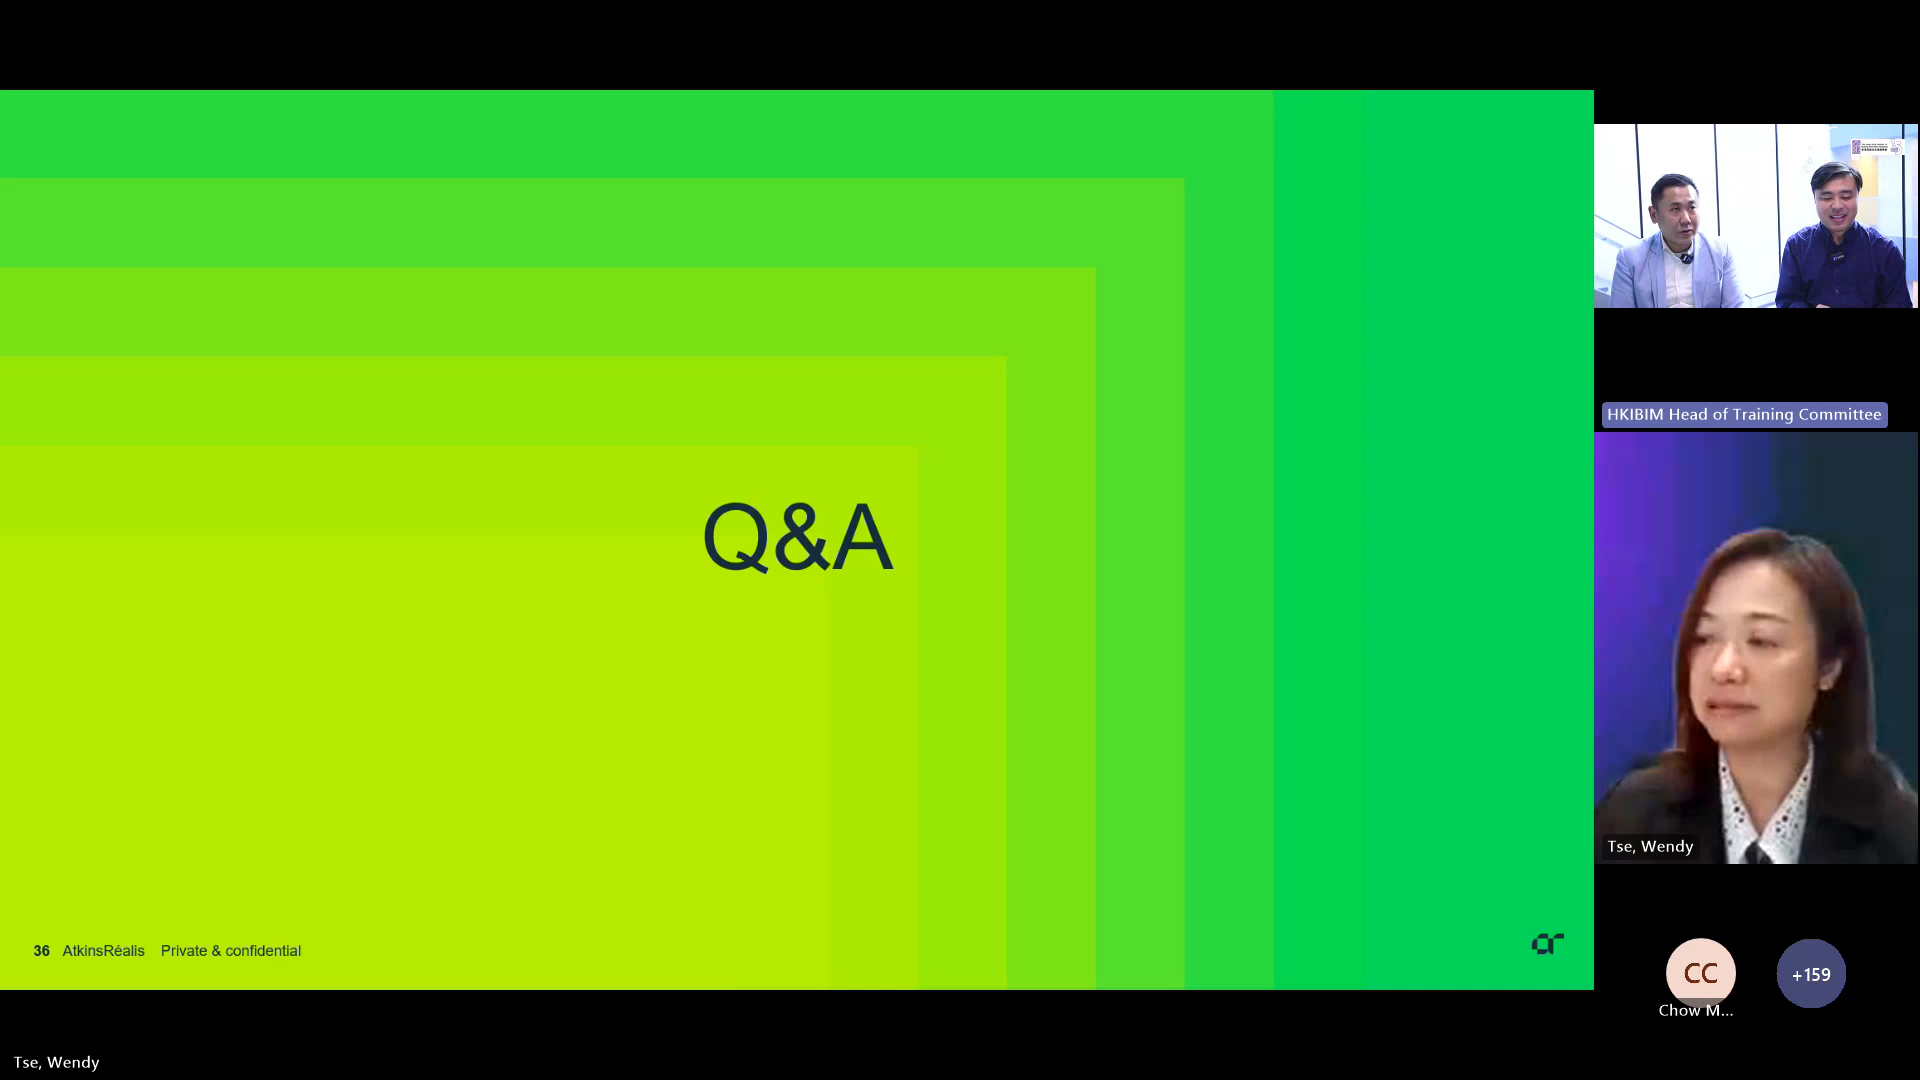 Q&A
36 AtkinsRéalis Private & confidential
HKIBIM Head of Training Committee
Tse, Wendy
CC
Chow M...
+159
Tse, Wendy